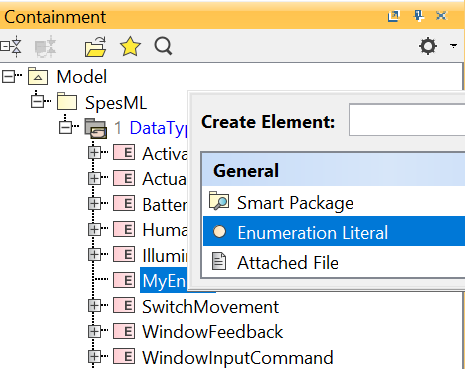 Containment
Model
SpesML
1 DataTyp
Activa
Create Element:
Actua
General
Batter
Smart Package
Huma
Enumeration Literal
Illumin
Attached File
MyEn
SwitchMovement
WindowFeedback
WindowInputCommand